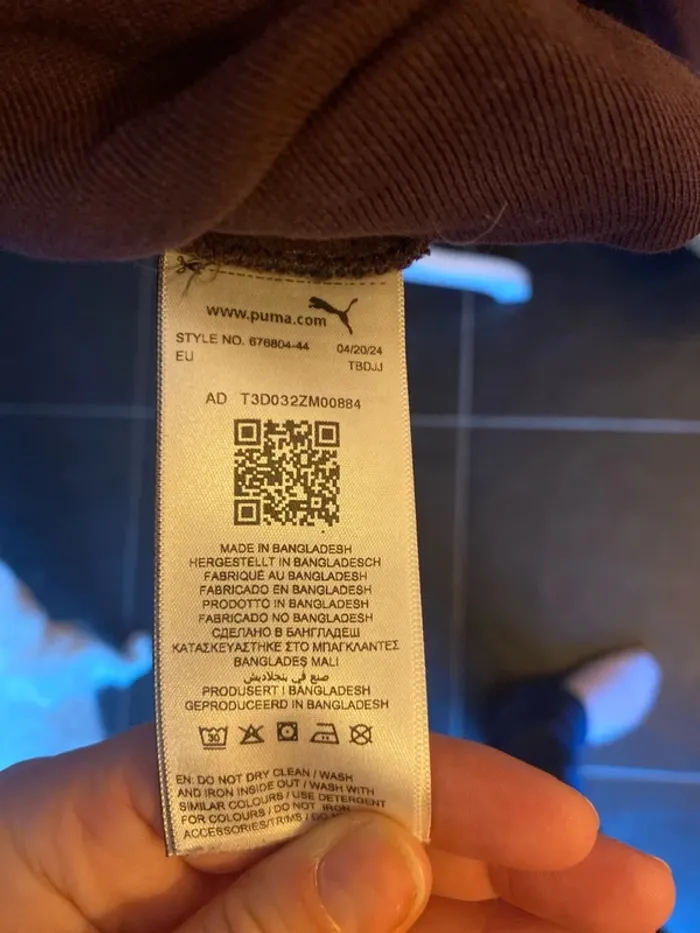 www.puma.com
STYLE NO. 676804-44 04/20/24
EU TBDJJ
AD T3D032ZM00884
MADE IN BANGLADESH
HERGESTELLT IN BANGLADESCH
FABRIQUÉ AU BANGLADESH
FABRICADO EN BANGLADESH
PRODOTTO IN BANGLADESH
FABRICADO NO BANGLADESH
СДЕЛАНО В БАНГЛАДЕШ
ΚΑΤΑΣΚΕΥΑΣΤΗΚΕ ΣΤΟ ΜΠΑΓΚΛΑΝΤΕΣ
BANGLADEŞ MALI
صنع في بنجلاديش
PRODUSERT I BANGLADESH
GEPRODUCEERD IN BANGLADESH
30
EN: DO NOT DRY CLEAN / WASH
AND IRON INSIDE OUT / WASH WITH
SIMILAR COLOURS / USE DETERGENT
FOR COLOURS / DO NOT IRON
ACCESSORIES/TRIMS /